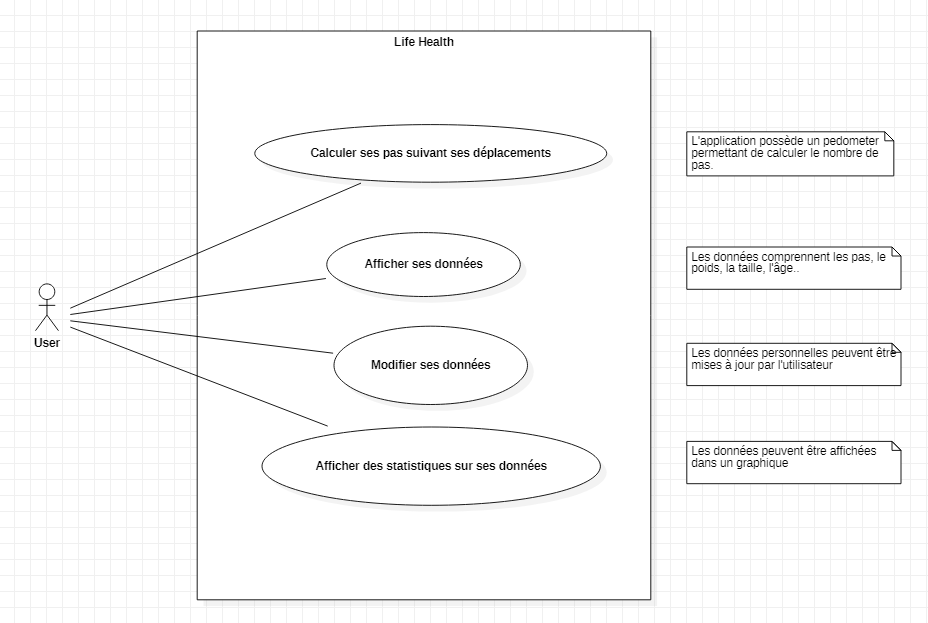 Life Health
Calculer ses pas suivant ses déplacements
L'application possède un pedometer
permettant de calculer le nombre de
pas.
Afficher ses données
Les données comprennent les pas, le
poids, la taille, l'âge..
User
Modifier ses données
Les données personnelles peuvent être
mises à jour par l'utilisateur
Afficher des statistiques sur ses données
Les données peuvent être affichées
dans un graphique